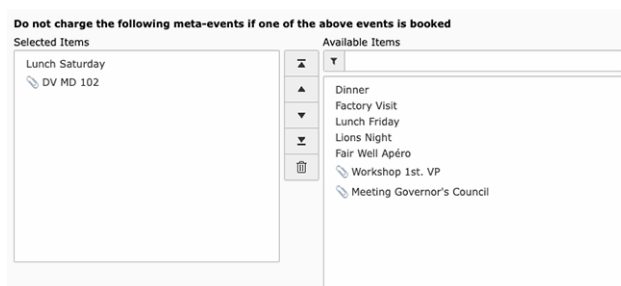 Do not charge the following meta-events if one of the above events is booked
Selected Items
Lunch Saturday
DV MD 102
Available Items
Dinner
Factory Visit
Lunch Friday
Lions Night
Fair Well Apéro
Workshop 1st. VP
Meeting Governor's Council